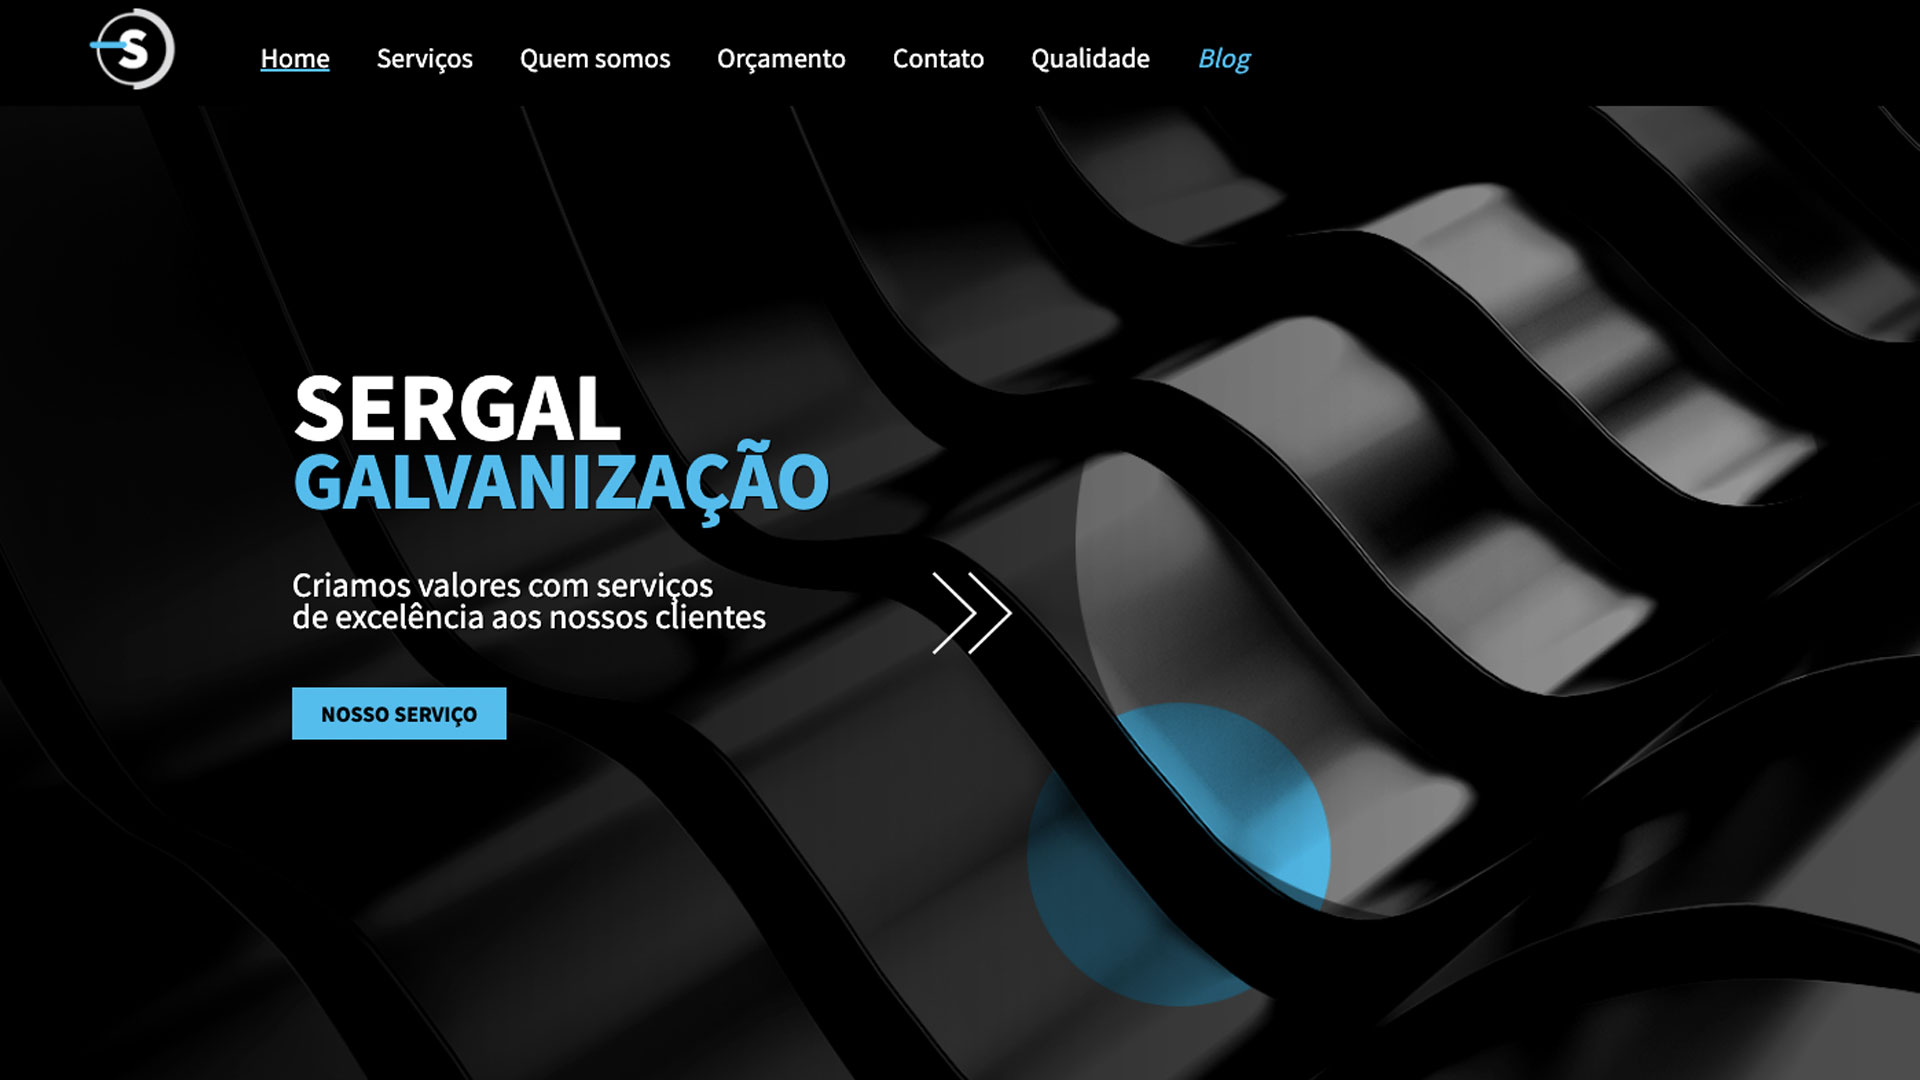 S
Home Serviços Quem somos Orçamento Contato Qualidade Blog
SERGAL
GALVANIZAÇÃO
Criamos valores com serviços
de excelência aos nossos clientes
NOSSO SERVIÇO